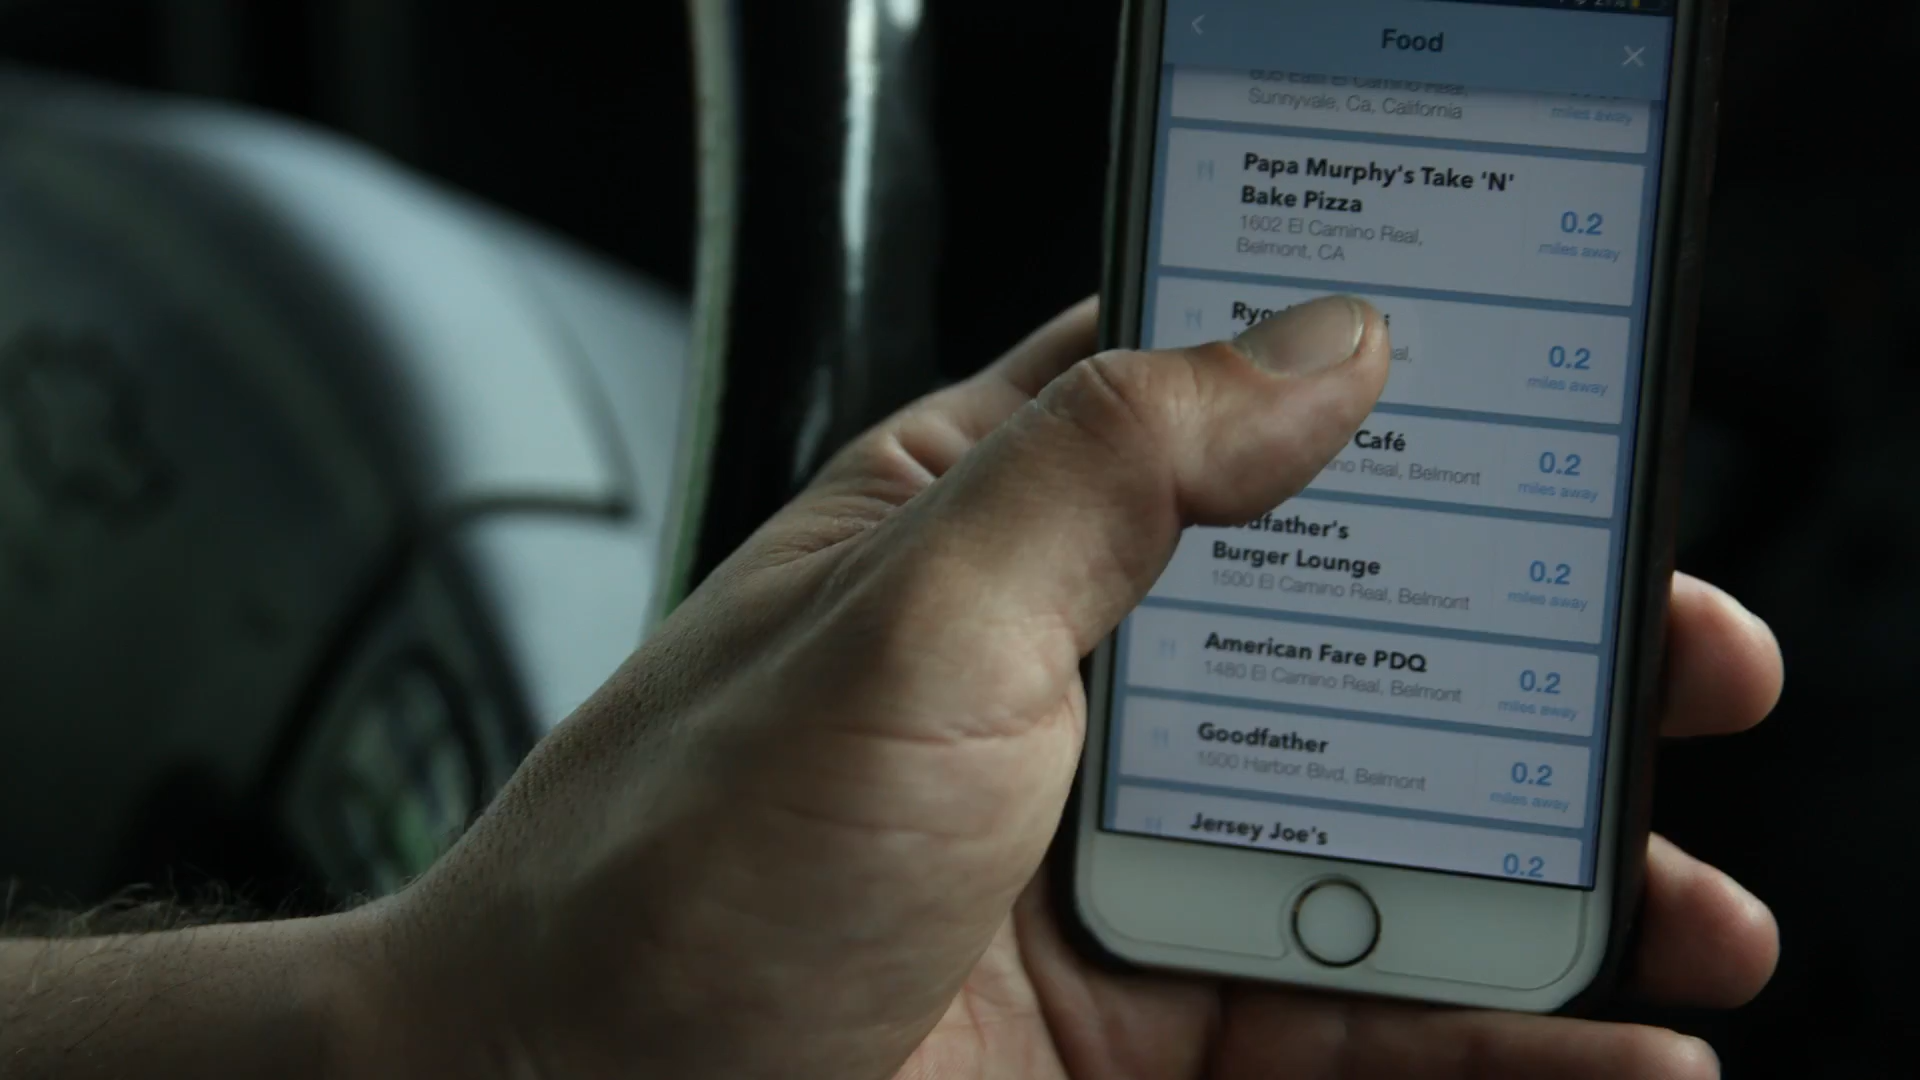 Food
Sunnyvale, Ca, California
miles away
Papa Murphy's Take 'N'
Bake Pizza
1602 El Camino Real,
Belmont, CA
0.2
miles away
0.2
miles away
Café
Real, Belmont
0.2
miles away
Burger Lounge
1500 El Camino Real, Belmont
0.2
miles away
American Fare PDQ
1480 El Camino Real, Belmont
0.2
miles away
Goodfather
1500 Harbor Blvd, Belmont
0.2
miles away
Jersey Joe's
0.2